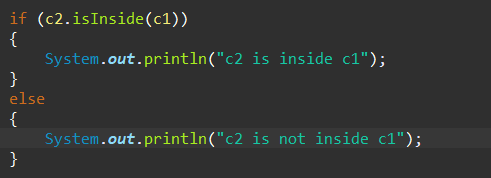 if (c2.isInside(c1))
{
    System.out.println("c2 is inside c1");
}
else
{
    System.out.println("c2 is not inside c1");
}